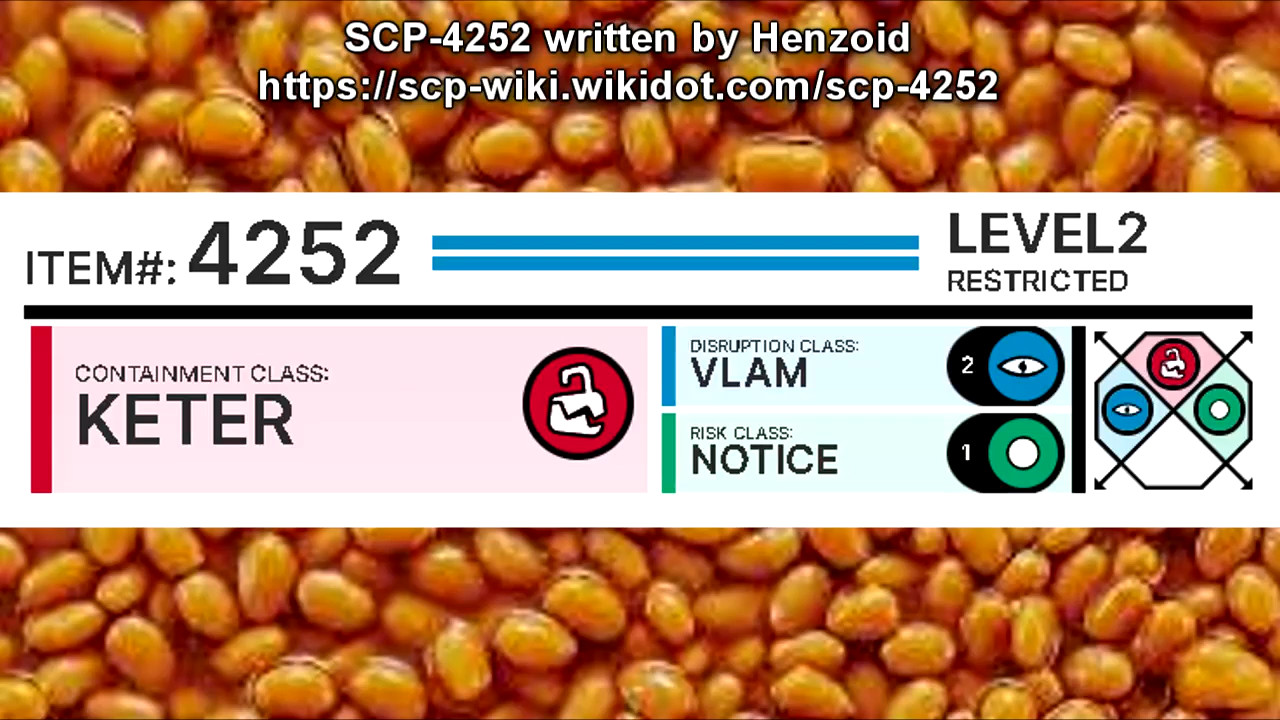 SCP-4252 written by Henzoid
https://scp-wiki.wikidot.com/scp-4252
ITEM#: 4252
LEVEL2
RESTRICTED
CONTAINMENT CLASS:
KETER
DISRUPTION CLASS:
VLAM
2
RISK CLASS:
NOTICE
1